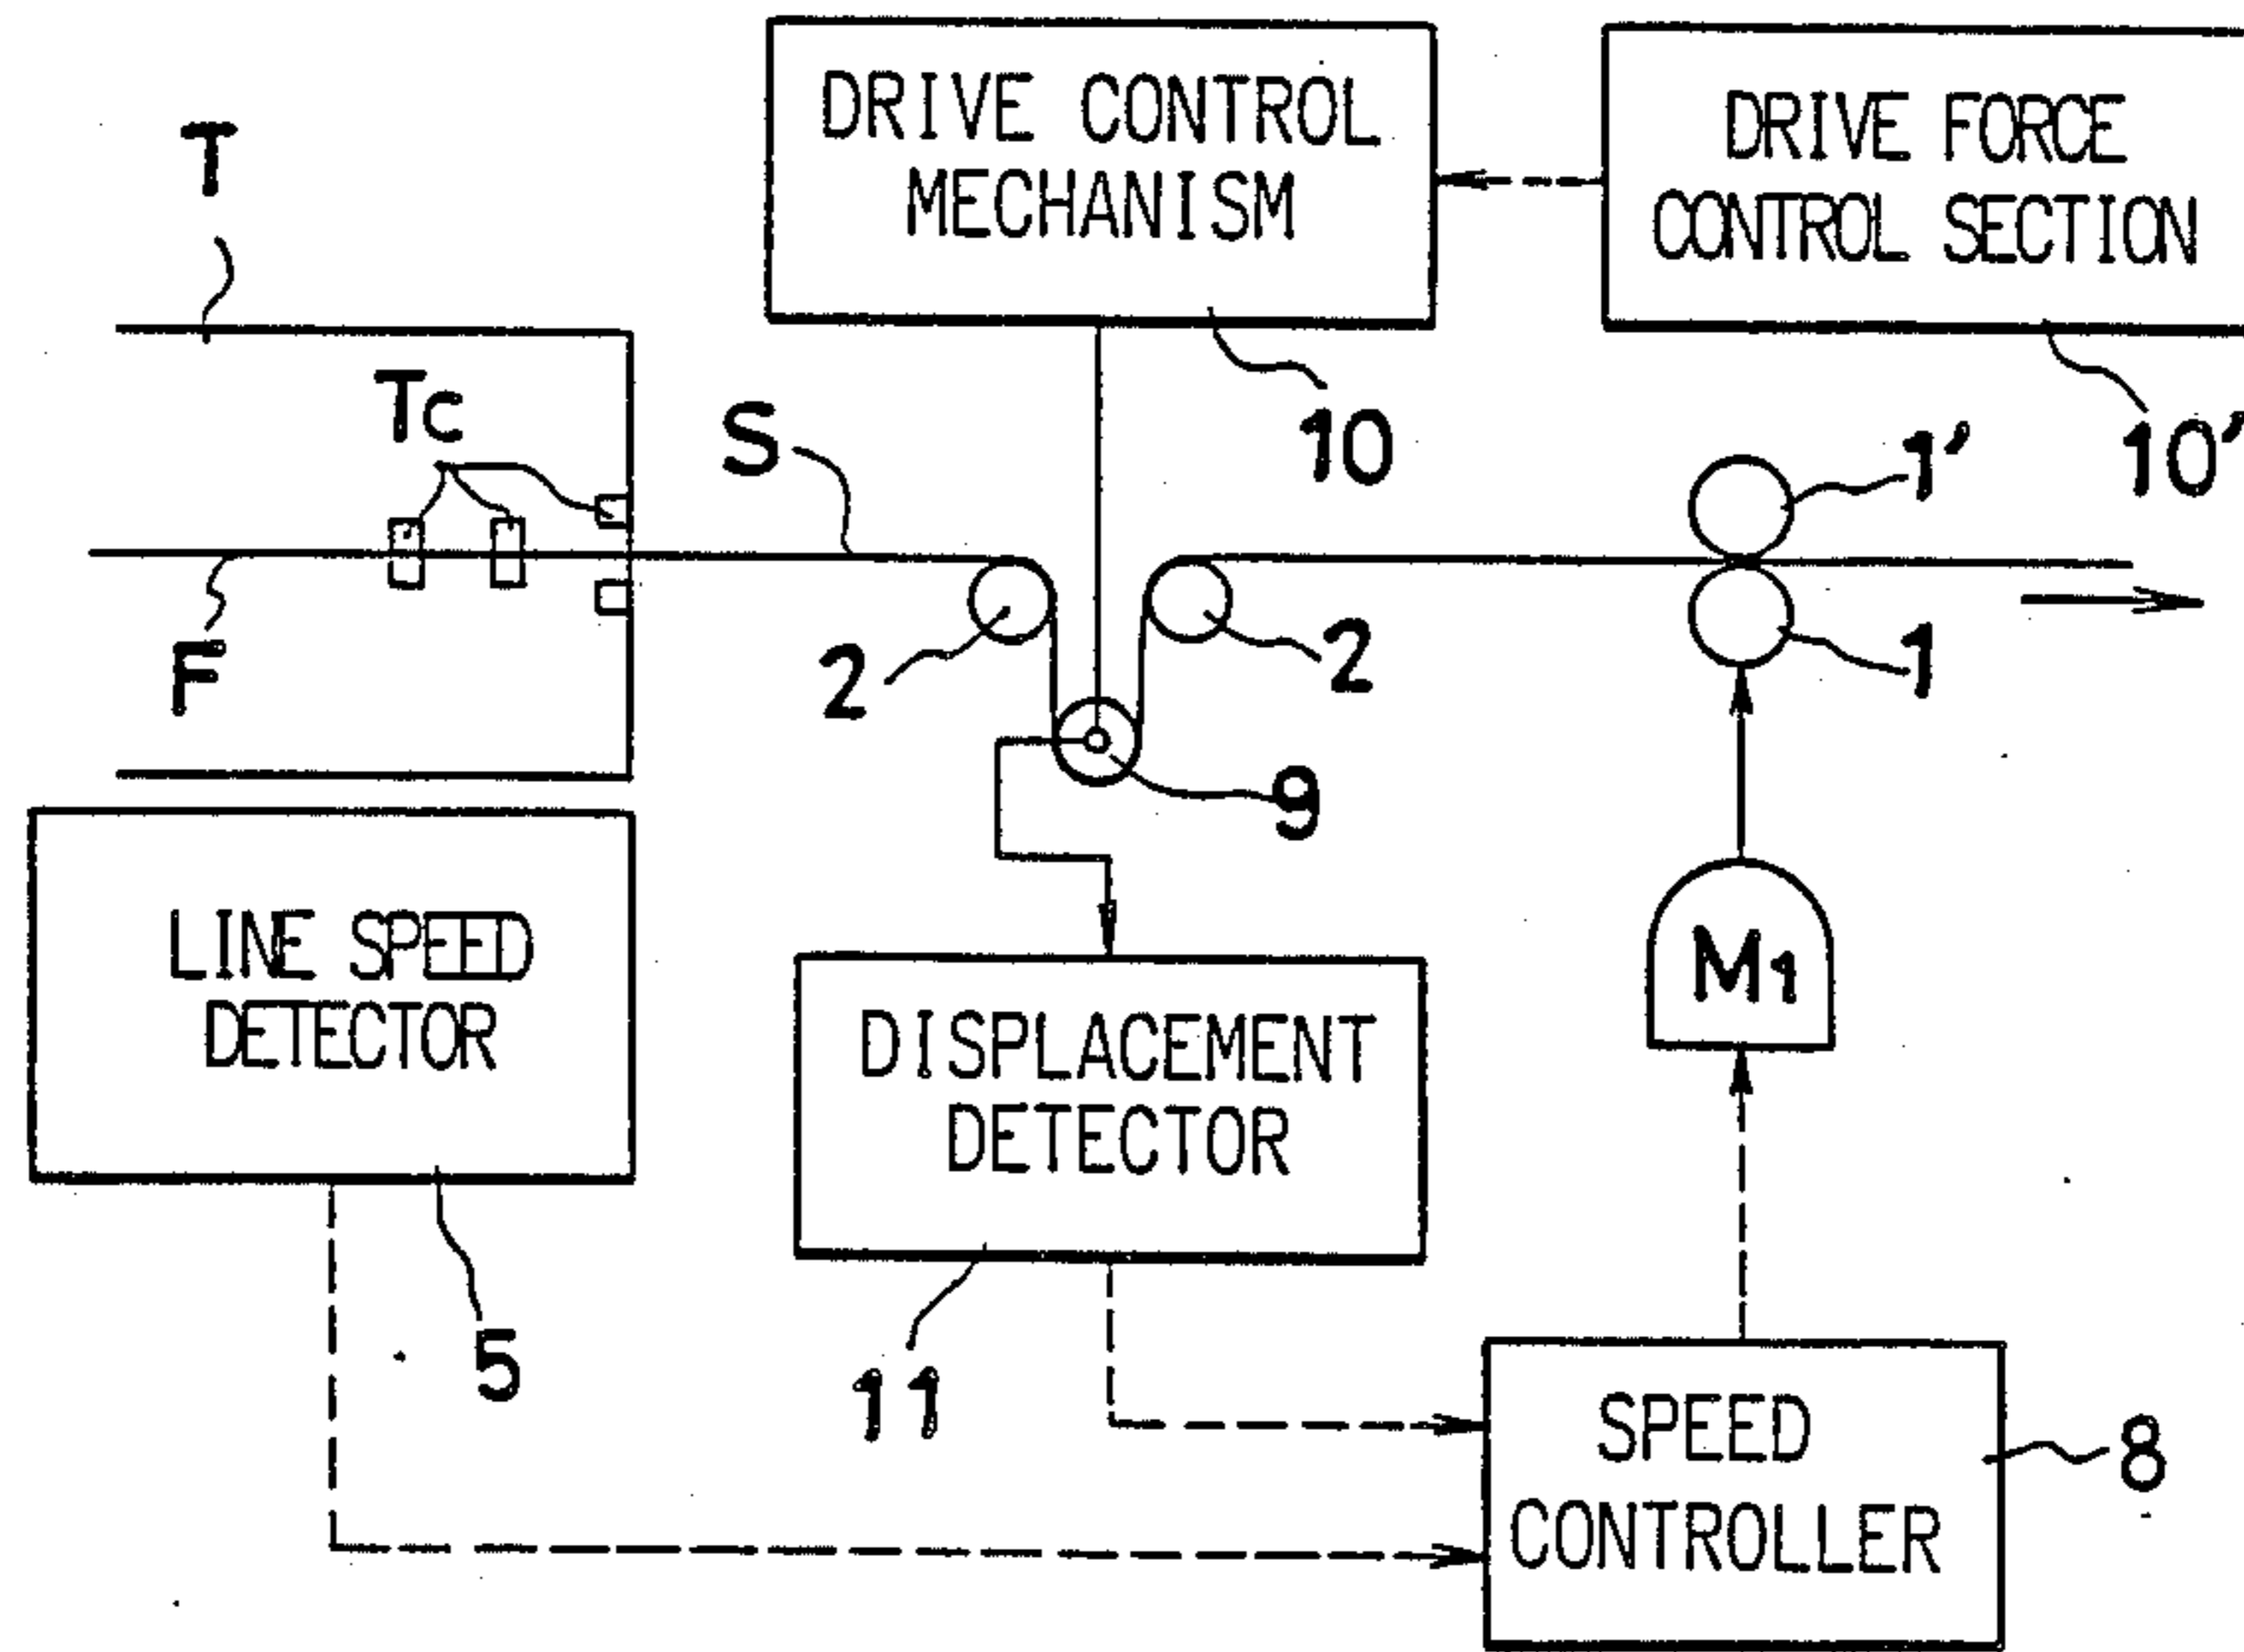 DRIVE CONTROL
MECHANISM
DRIVE FORCE
CONTROL SECTION
T
Tc
S
10
10'
1'
F
2
2
1
9
LINE SPEED
DETECTOR
M1
DISPLACEMENT
DETECTOR
5
11
SPEED
CONTROLLER
8